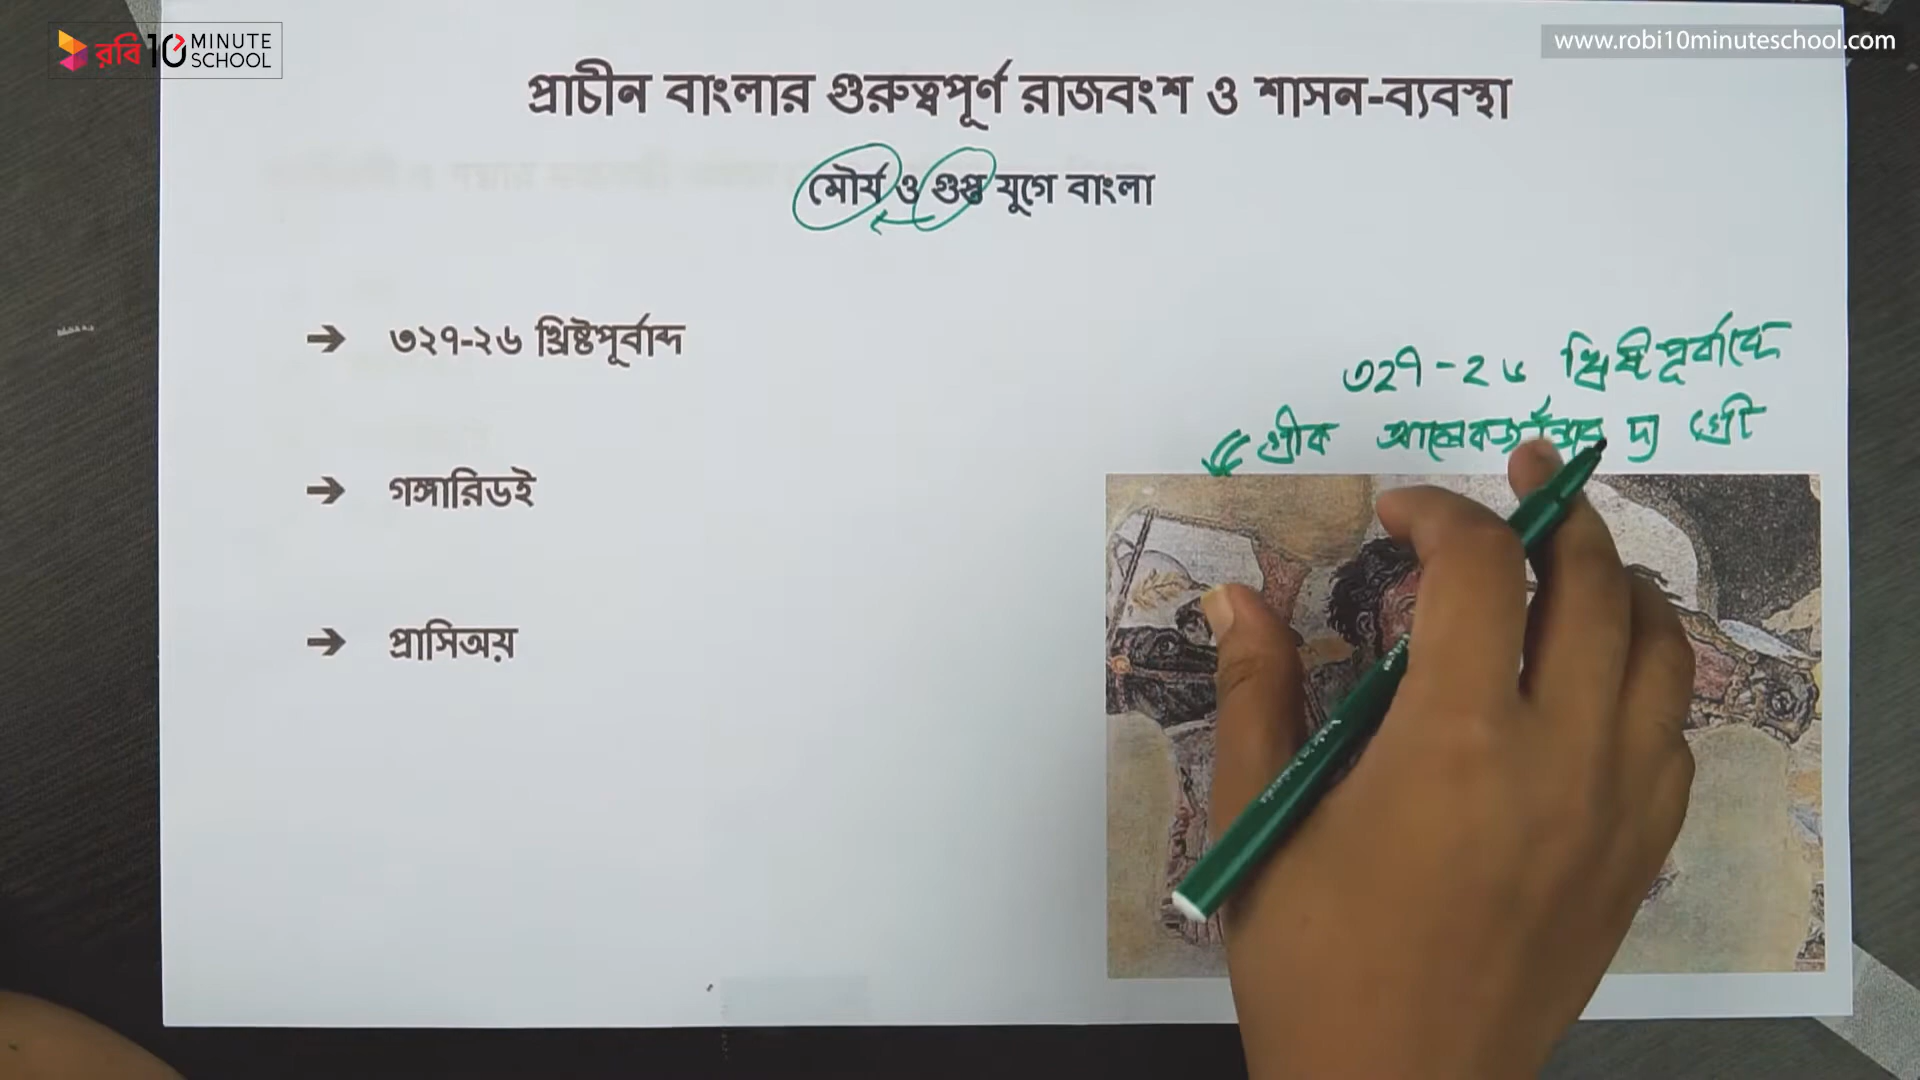 রবি 10 MINUTE SCHOOL
www.robi10minuteschool.com
প্রাচীন বাংলার গুরুত্বপূর্ণ রাজবংশ ও শাসন-ব্যবস্থা
মৌর্য ও গুপ্ত যুগে বাংলা
→ ৩২৭-২৬ খ্রিষ্টপূর্বাব্দ
৩২৭-২৬ খ্রিষ্টপূর্বাব্দে
গ্রীক দ্য গ্রেট
→ গঙ্গারিডই
→ প্রাসিঅয়